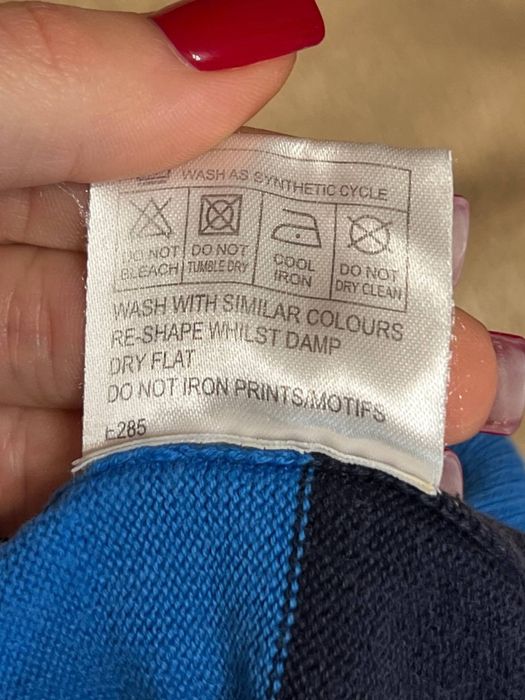 WASH AS SYNTHETIC CYCLE
DO NOT BLEACH
DO NOT TUMBLE DRY
COOL IRON
DO NOT DRY CLEAN
WASH WITH SIMILAR COLOURS
RE-SHAPE WHILST DAMP
DRY FLAT
DO NOT IRON PRINTS/MOTIFS
E285